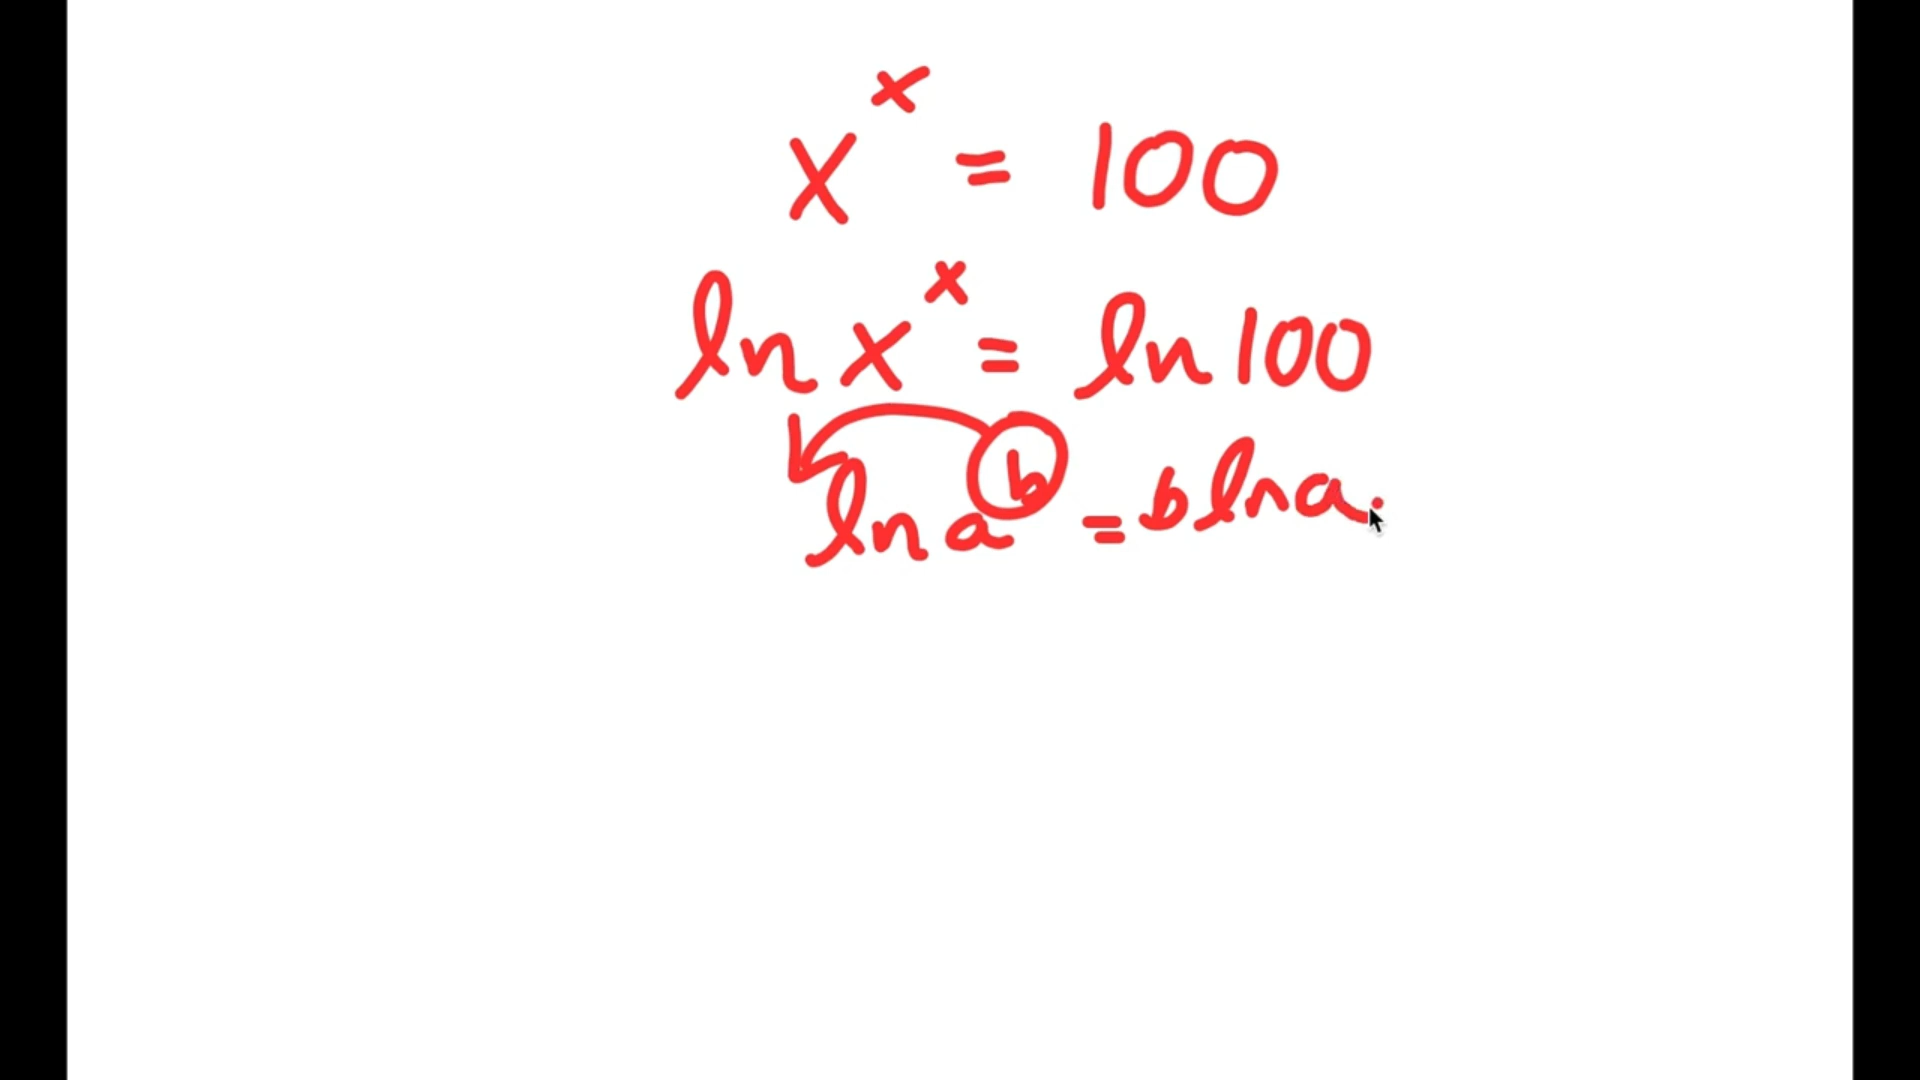 x^x = 100
ln x^x = ln 100
ln a^b = b ln a.